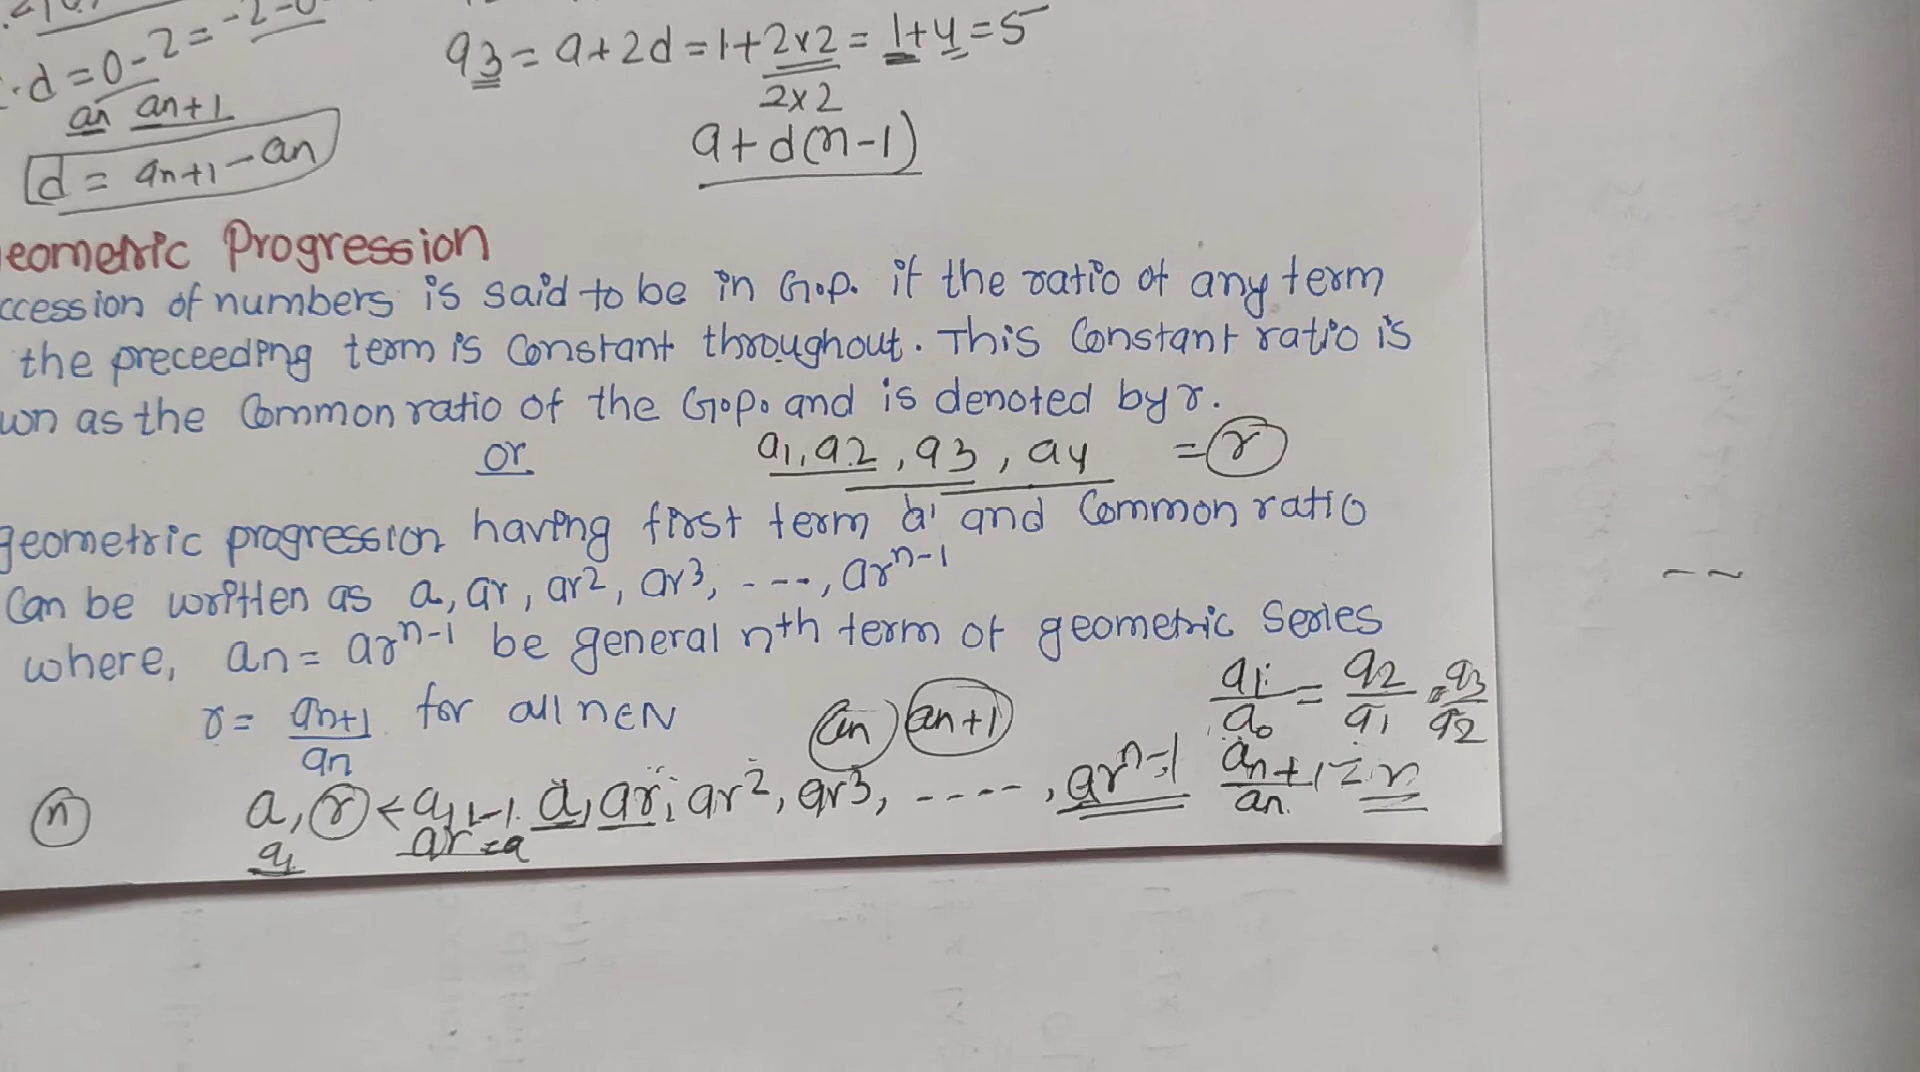 d = 0-2 = -2-0
an an+1
d = an+1 - an
a3 = a+2d = 1+2×2 = 1+4 = 5
2×2
a+d(n-1)
eometric Progression
ccession of numbers is said to be in G.P. if the ratio of any term
the preceeding term is Constant throughout. This Constant ratio is
wn as the Common ratio of the G.P. and is denoted by r.
or a1, a2, a3, a4 = r
geometric progression having first term 'a' and Common ratio
Can be written as a, ar, ar2, ar3, ----, arn-1
where, an = arn-1 be general nth term of geometric Series
r = an+1/an for all n∈N an an+1
a1/a0 = a2/a1 = a3/a2
an+1/an = r
n a, r a, ar, ar2, ar3, ----, arn-1
a1 ar = a